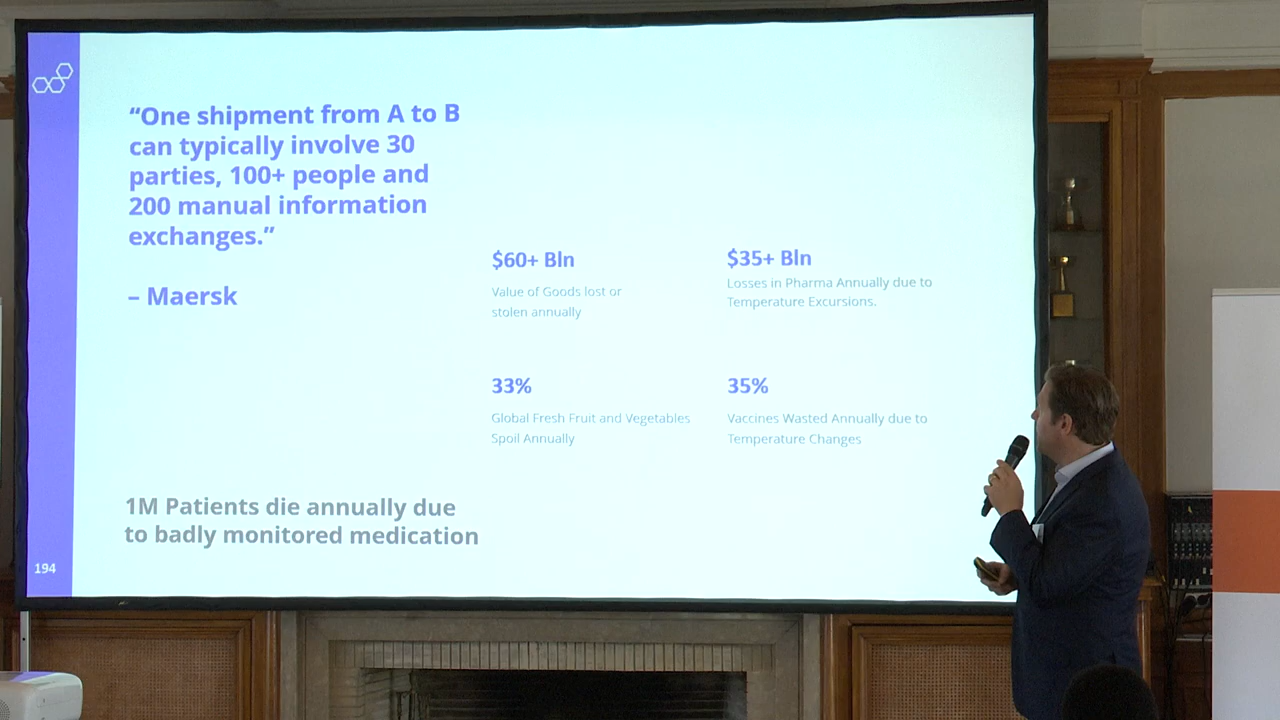 “One shipment from A to B
can typically involve 30
parties, 100+ people and
200 manual information
exchanges.”
– Maersk
$60+ Bln
Value of Goods lost or
stolen annually
$35+ Bln
Losses in Pharma Annually due to
Temperature Excursions.
33%
Global Fresh Fruit and Vegetables
Spoil Annually
35%
Vaccines Wasted Annually due to
Temperature Changes
1M Patients die annually due
to badly monitored medication
194